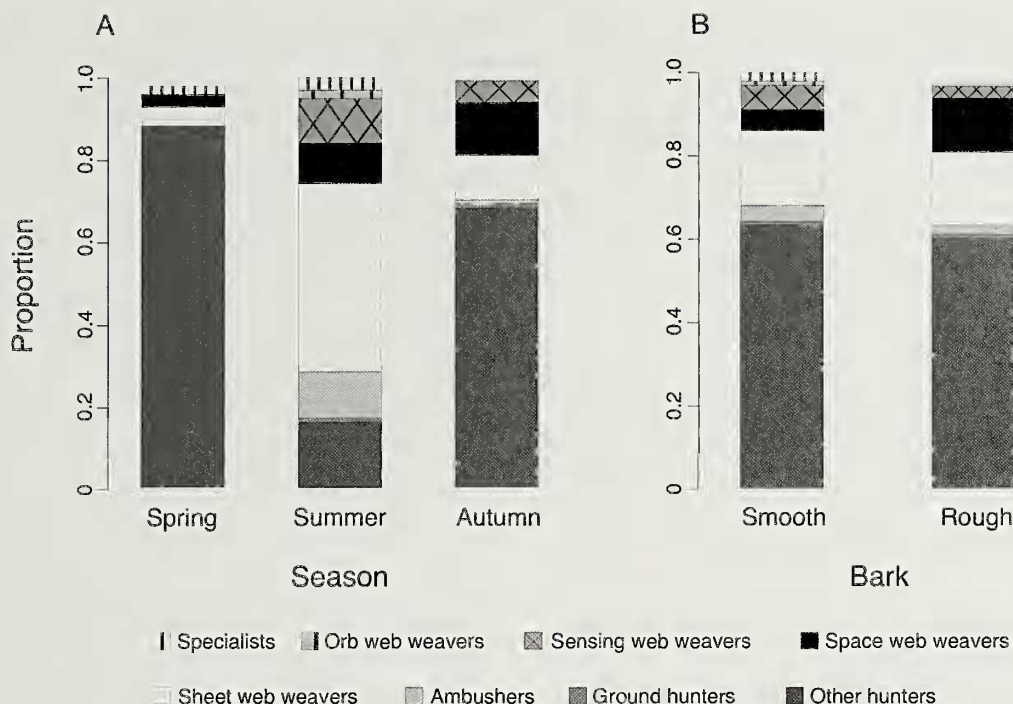 A
B
Proportion
1.0
0.8
0.6
0.4
0.2
0
1.0
0.8
0.6
0.4
0.2
0
Spring Summer Autumn
Smooth Rough
Season
Bark
Specialists Orb web weavers Sensing web weavers Space web weavers
Sheet web weavers Ambushers Ground hunters Other hunters